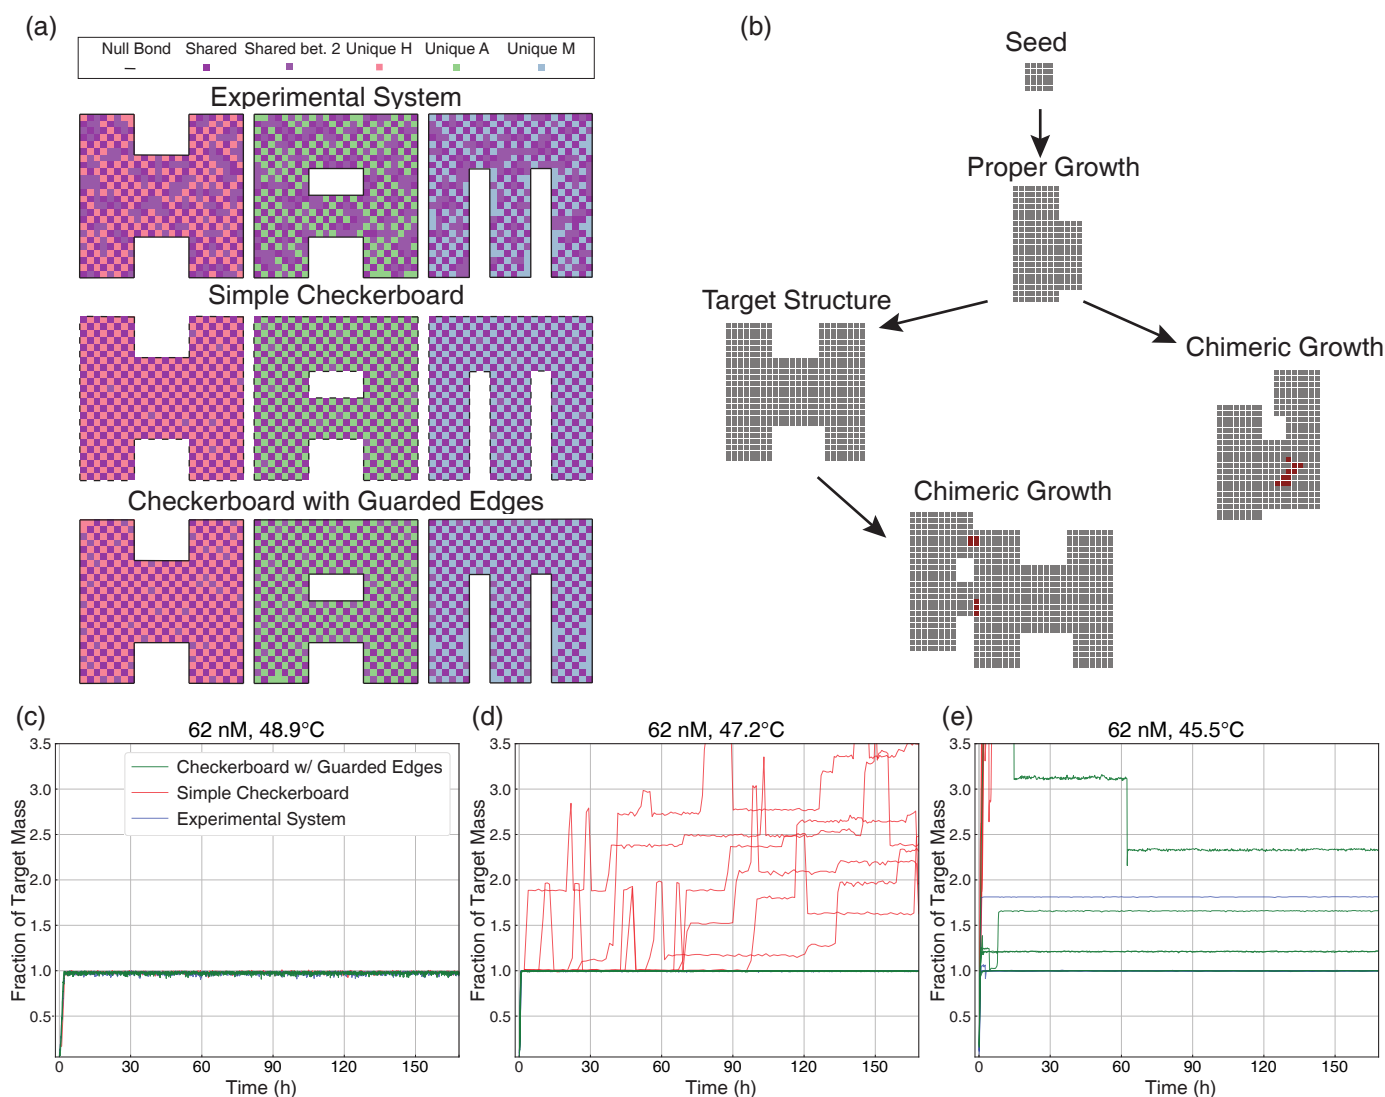 (a)
Null Bond Shared Shared bet. 2 Unique H Unique A Unique M
Experimental System
Simple Checkerboard
Checkerboard with Guarded Edges
(b)
Seed
Proper Growth
Target Structure
Chimeric Growth
Chimeric Growth
(c)
62 nM, 48.9°C
Fraction of Target Mass
3.5
3.0
2.5
2.0
1.5
1.0
0.5
Checkerboard w/ Guarded Edges
Simple Checkerboard
Experimental System
0 30 60 90 120 150
Time (h)
(d)
62 nM, 47.2°C
Fraction of Target Mass
3.5
3.0
2.5
2.0
1.5
1.0
0.5
0 30 60 90 120 150
Time (h)
(e)
62 nM, 45.5°C
Fraction of Target Mass
3.5
3.0
2.5
2.0
1.5
1.0
0.5
0 30 60 90 120 150
Time (h)